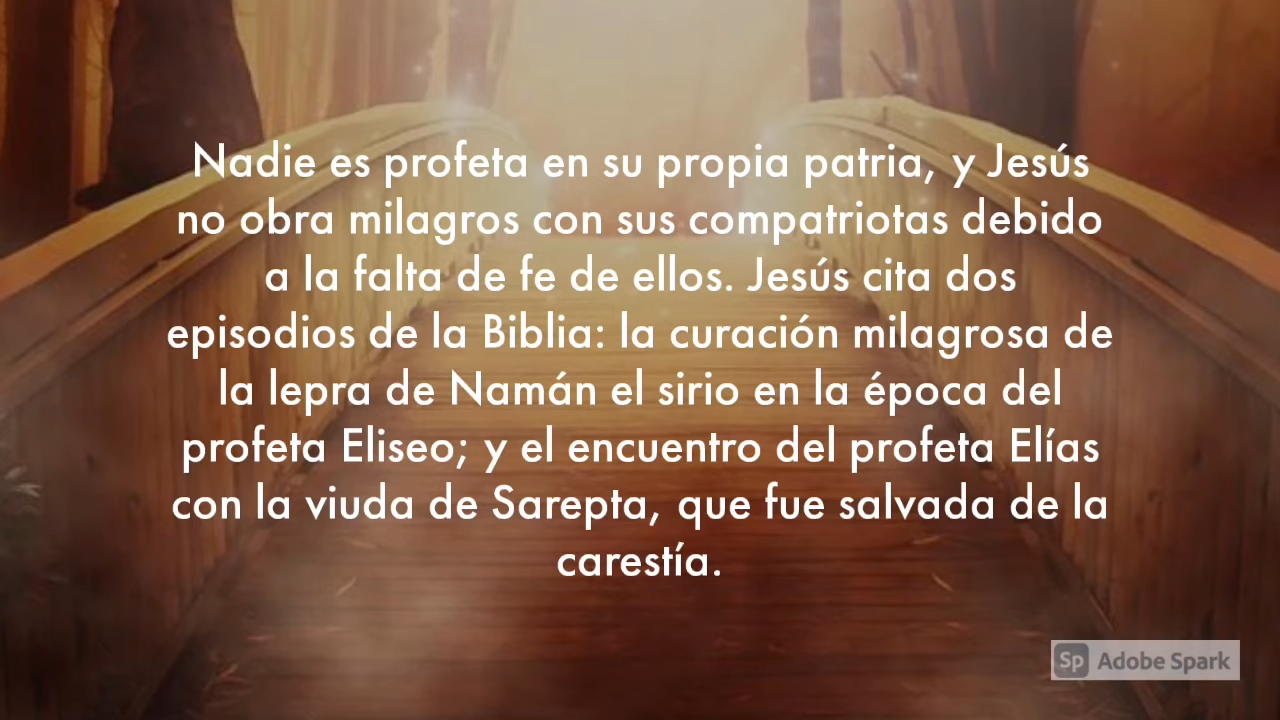 Nadie es profeta en su propia patria, y Jesús
no obra milagros con sus compatriotas debido
a la falta de fe de ellos. Jesús cita dos
episodios de la Biblia: la curación milagrosa de
la lepra de Namán el sirio en la época del
profeta Eliseo; y el encuentro del profeta Elías
con la viuda de Sarepta, que fue salvada de la
carestía.
Sp Adobe Spark